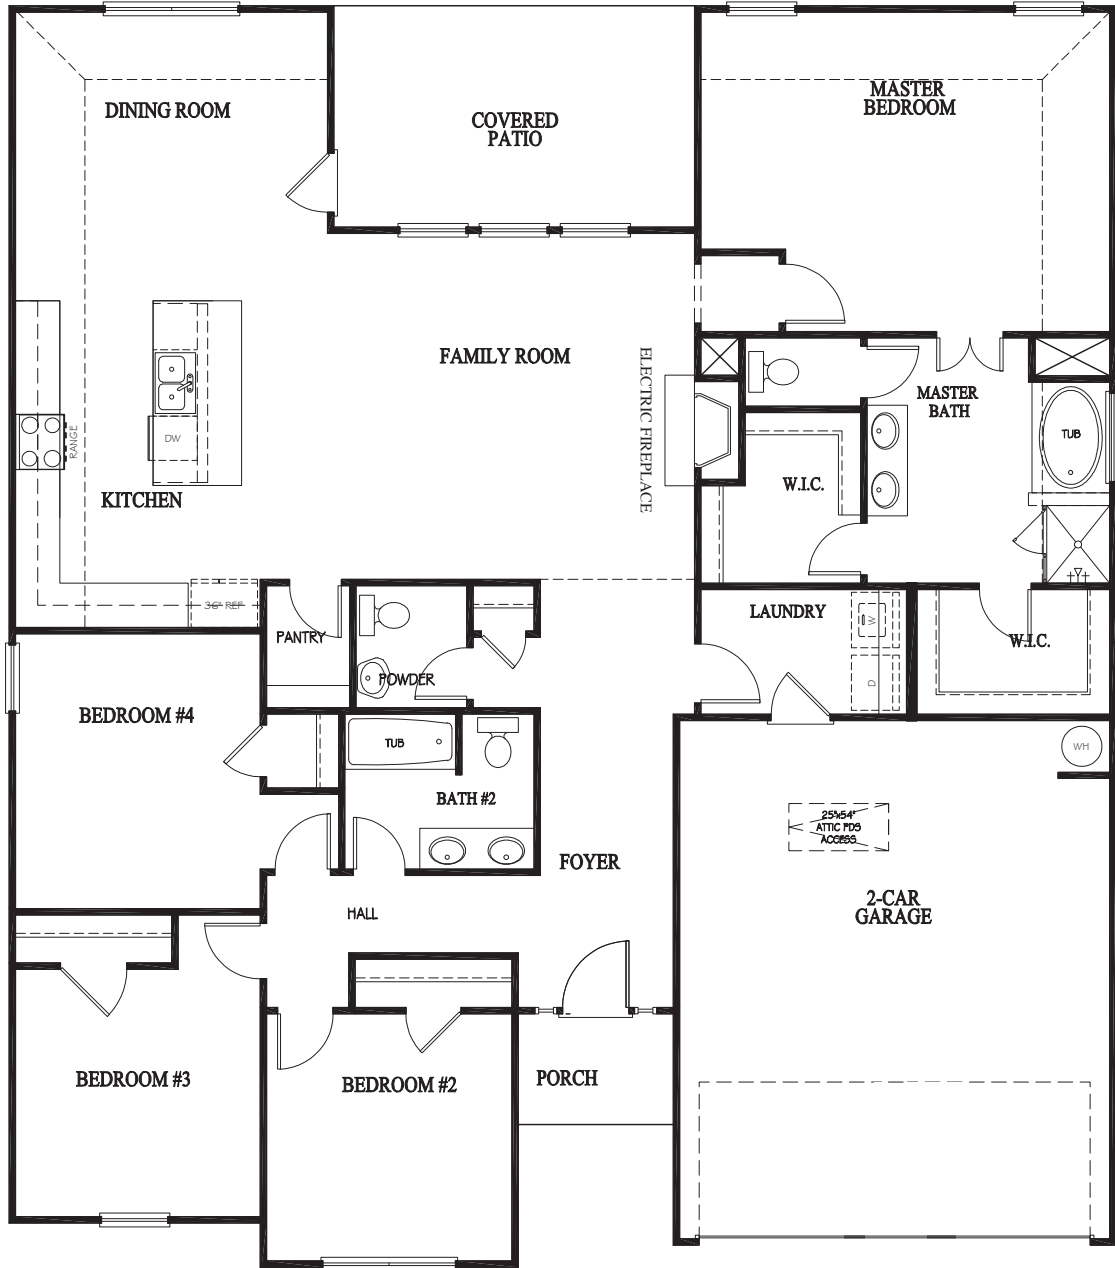 DINING ROOM
COVERED
PATIO
MASTER
BEDROOM
FAMILY ROOM
ELECTRIC FIREPLACE
MASTER
BATH
TUB
RANGE
DW
KITCHEN
W.I.C.
36" REF
PANTRY
POWDER
LAUNDRY
W
D
W.I.C.
BEDROOM #4
TUB
BATH #2
WH
25"x54"
ATTIC PDS
ACCESS
FOYER
HALL
2-CAR
GARAGE
BEDROOM #3
BEDROOM #2
PORCH